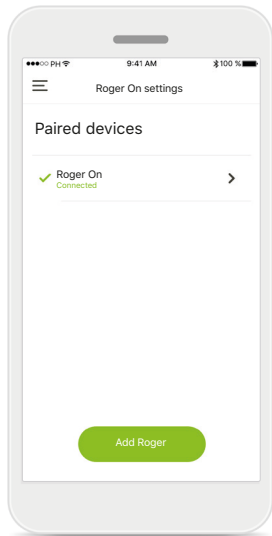 ●●●○○ PH 9:41 AM 100 %
Roger On settings
Paired devices
Roger On
Connected
Add Roger